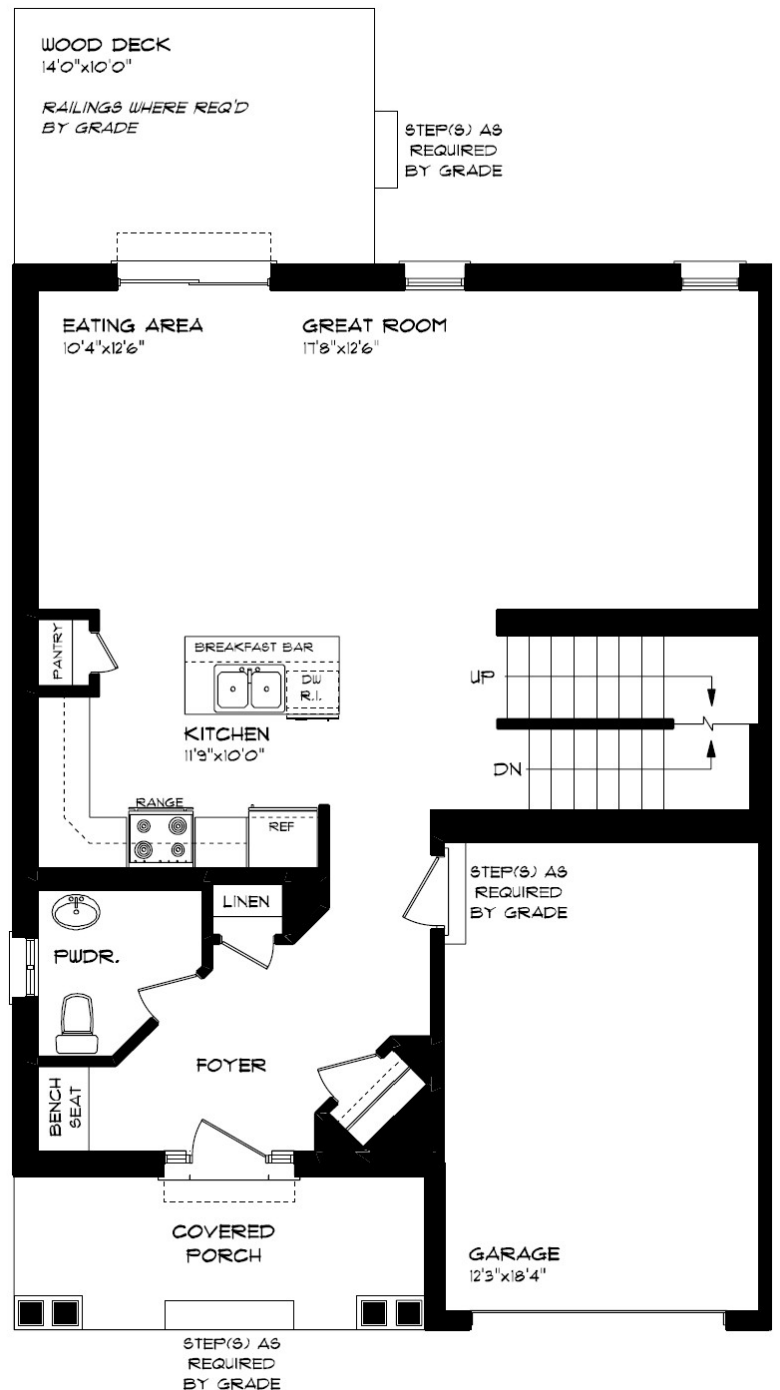 WOOD DECK
14'0"x10'0"
RAILINGS WHERE REQ'D
BY GRADE
STEP(S) AS
REQUIRED
BY GRADE
EATING AREA
10'4"x12'6"
GREAT ROOM
17'8"x12'6"
PANTRY
BREAKFAST BAR
DW
R.I.
UP
KITCHEN
11'9"x10'0"
DN
RANGE
REF
STEP(S) AS
REQUIRED
BY GRADE
LINEN
PWDR.
FOYER
BENCH
SEAT
COVERED
PORCH
GARAGE
12'3"x18'4"
STEP(S) AS
REQUIRED
BY GRADE